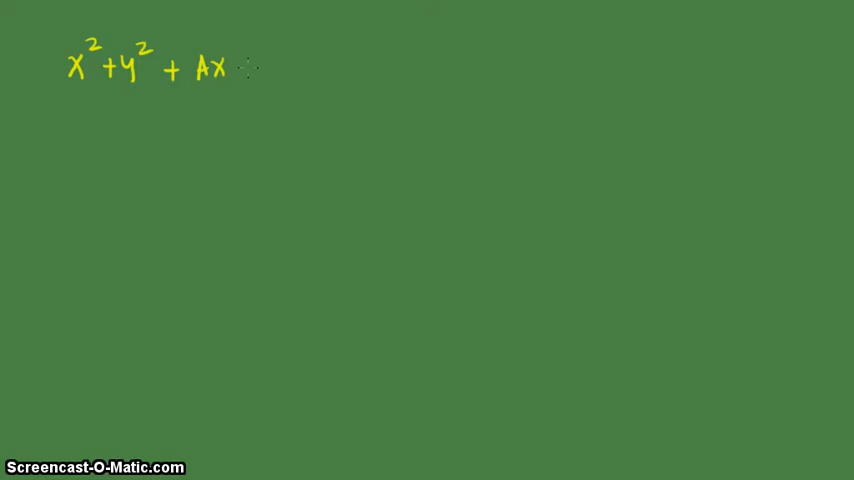 x² + y² + Ax
Screencast-O-Matic.com